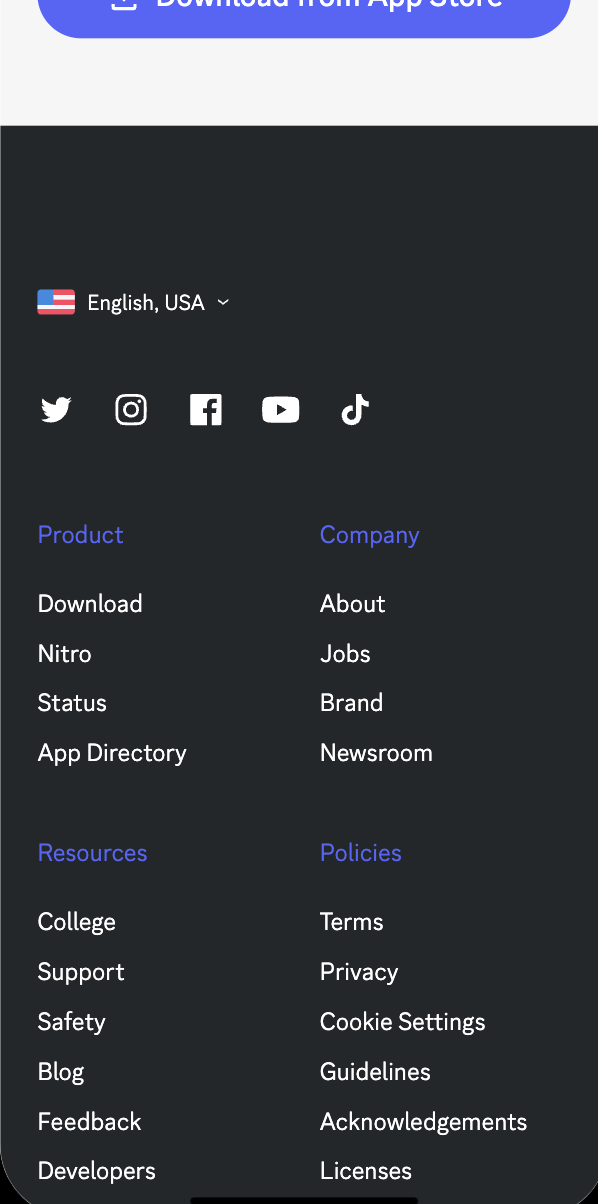 Download from App Store
English, USA
Product
Download
Nitro
Status
App Directory
Company
About
Jobs
Brand
Newsroom
Resources
College
Support
Safety
Blog
Feedback
Developers
Policies
Terms
Privacy
Cookie Settings
Guidelines
Acknowledgements
Licenses